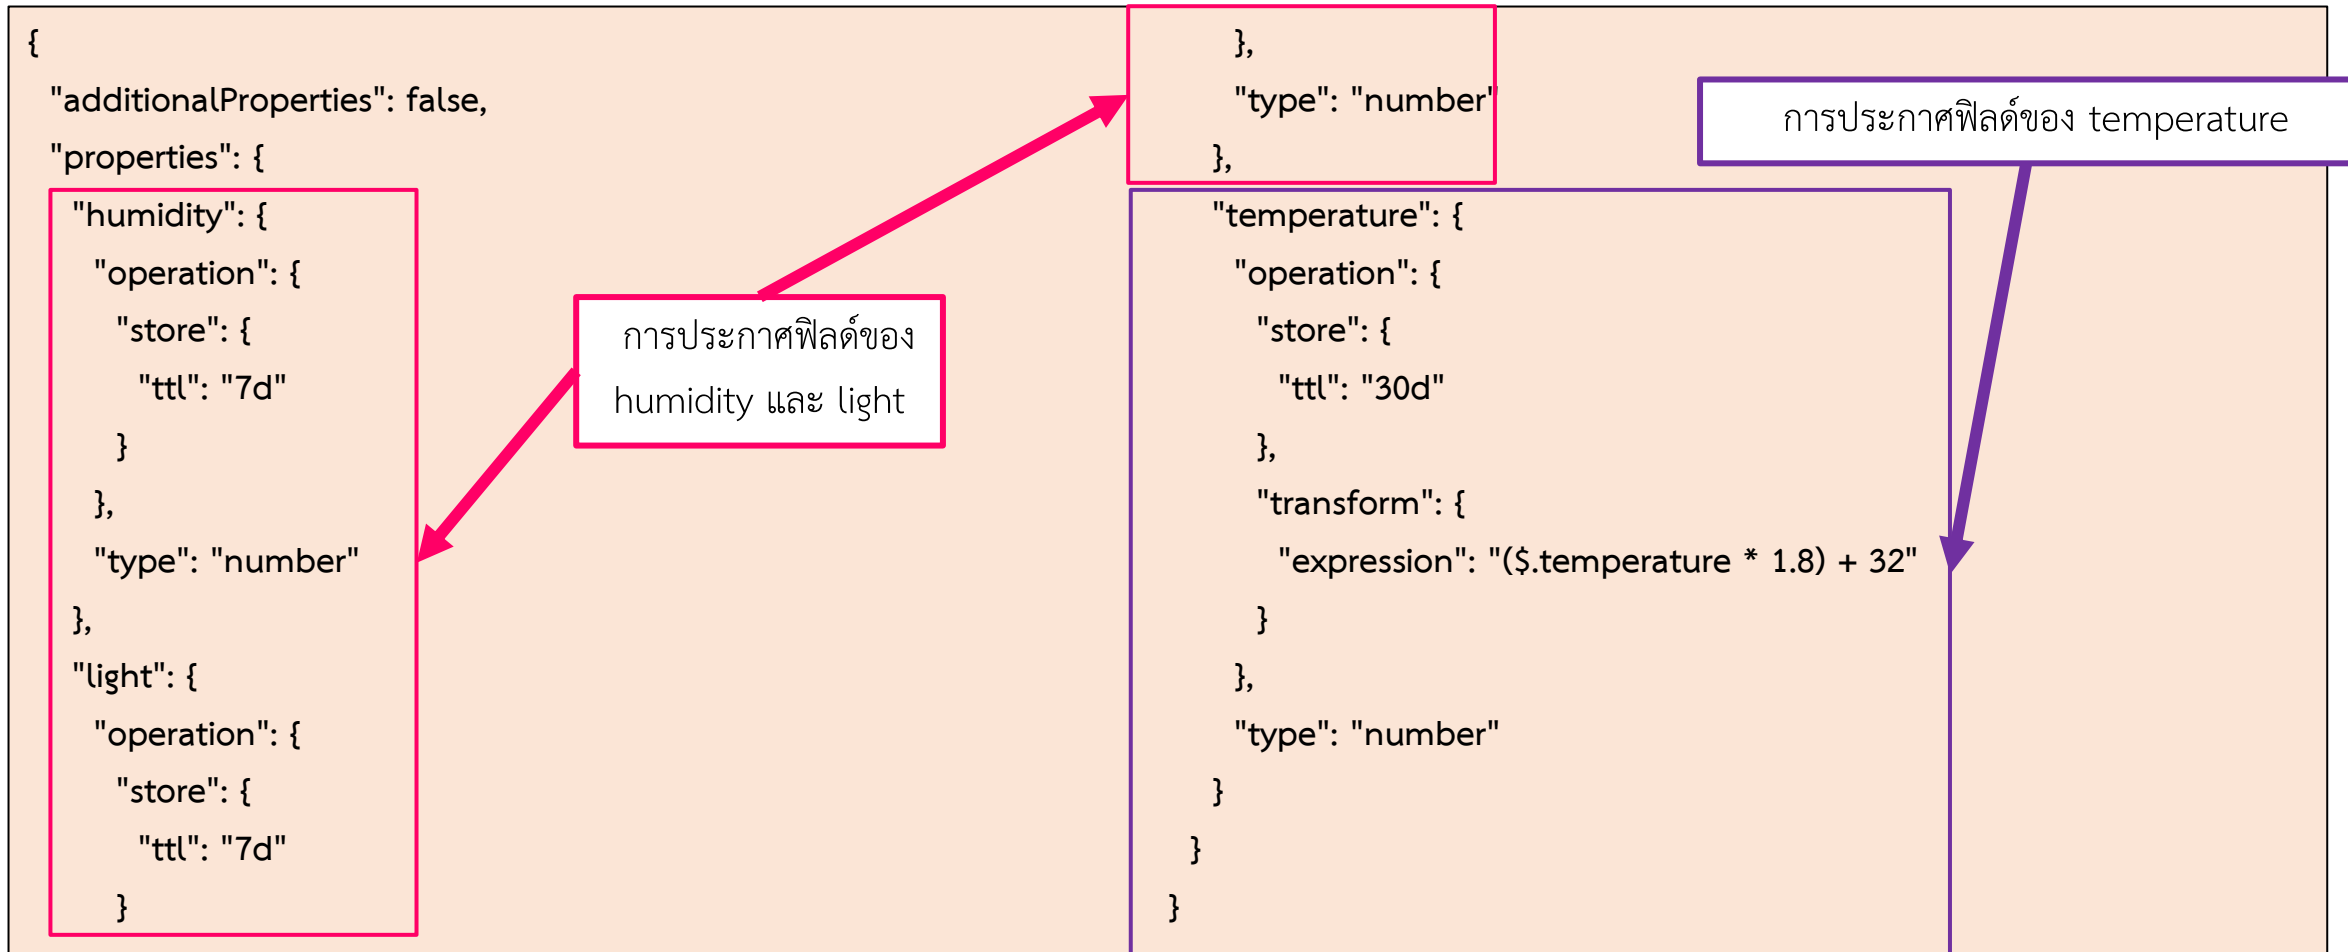 {
"additionalProperties": false,
"properties": {
"humidity": {
"operation": {
"store": {
"ttl": "7d"
}
},
"type": "number"
},
"light": {
"operation": {
"store": {
"ttl": "7d"
}
การประกาศฟิลด์ของ
humidity และ light
},
"type": "number"
},
"temperature": {
"operation": {
"store": {
"ttl": "30d"
},
"transform": {
"expression": "($.temperature * 1.8) + 32"
}
},
"type": "number"
}
}
}
การประกาศฟิลด์ของ temperature